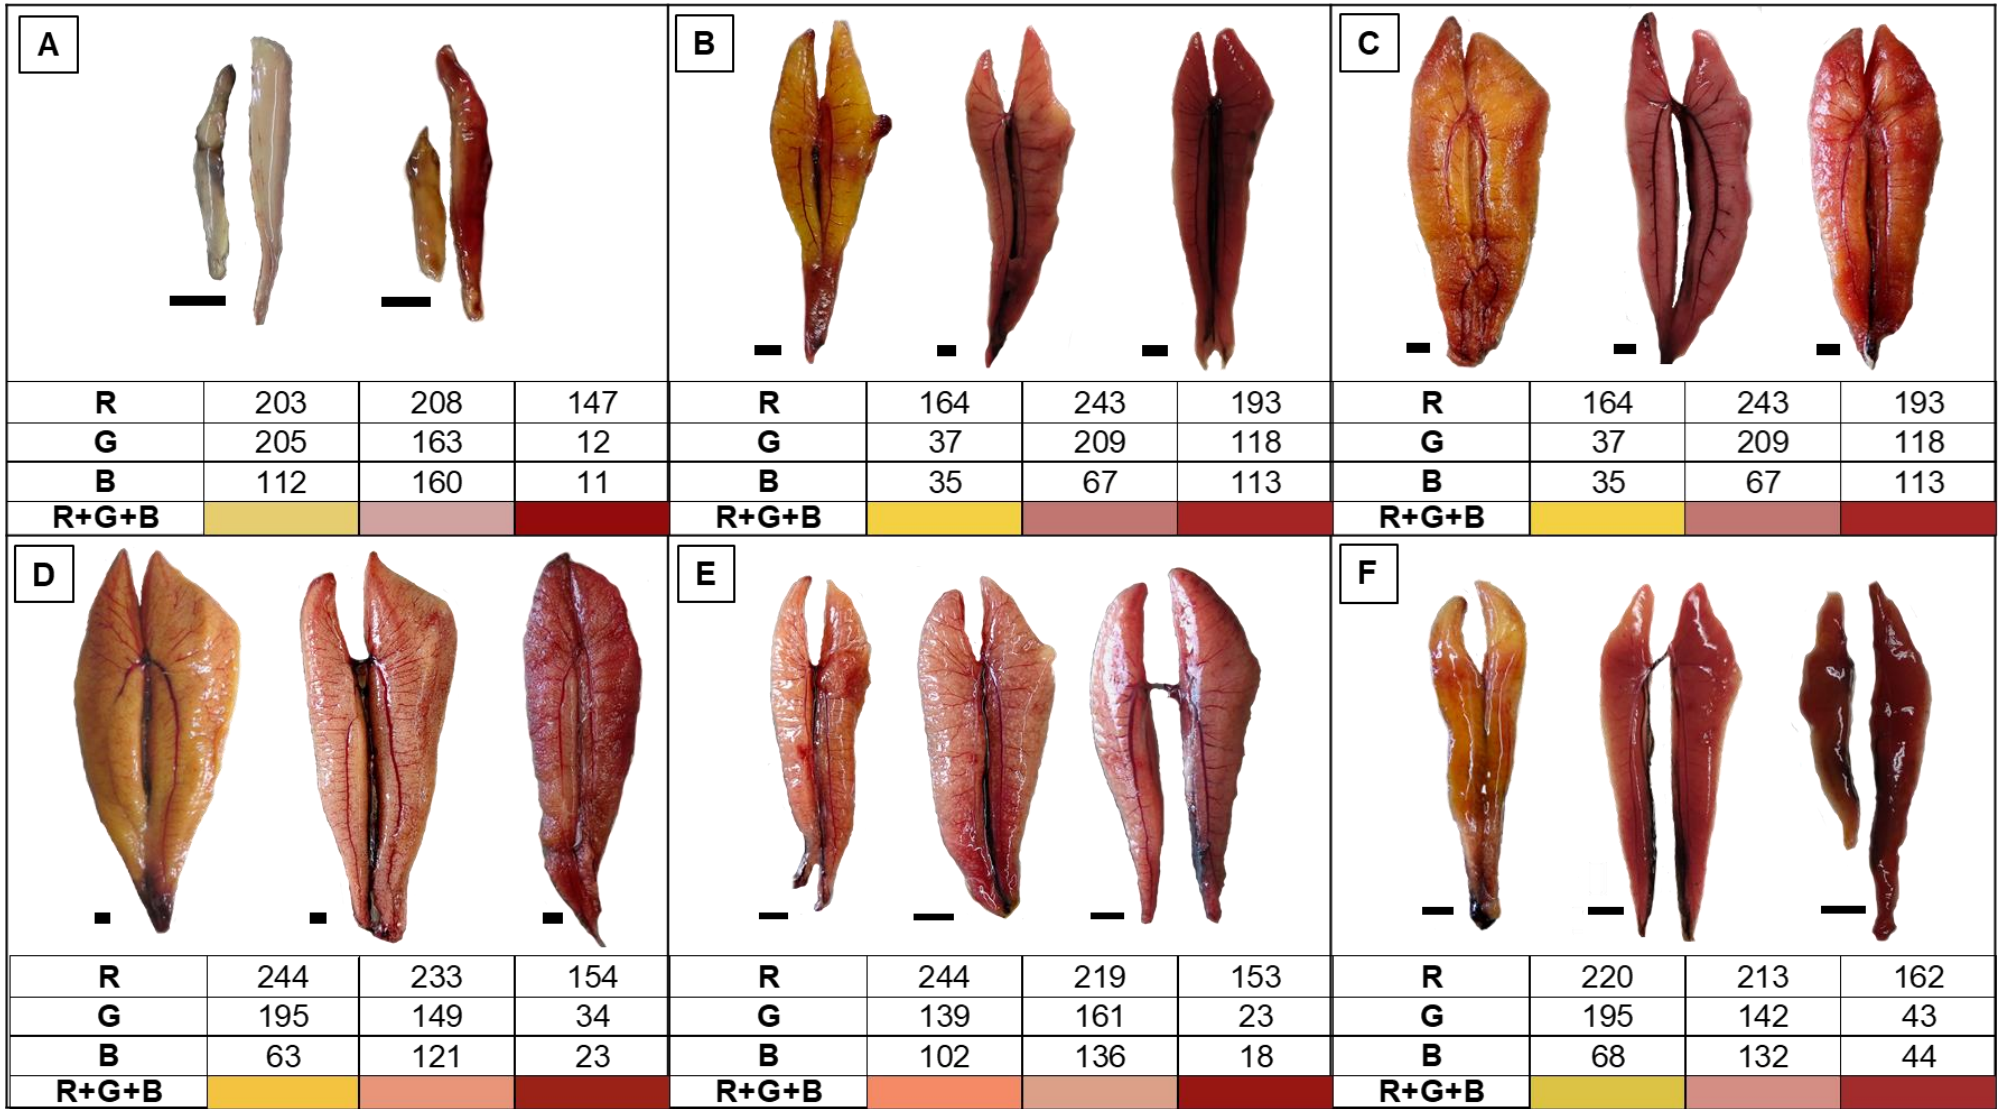 A
B
C
R 203 208 147
G 205 163 12
B 112 160 11
R+G+B
R 164 243 193
G 37 209 118
B 35 67 113
R+G+B
R 164 243 193
G 37 209 118
B 35 67 113
R+G+B
D
E
F
R 244 233 154
G 195 149 34
B 63 121 23
R+G+B
R 244 219 153
G 139 161 23
B 102 136 18
R+G+B
R 220 213 162
G 195 142 43
B 68 132 44
R+G+B